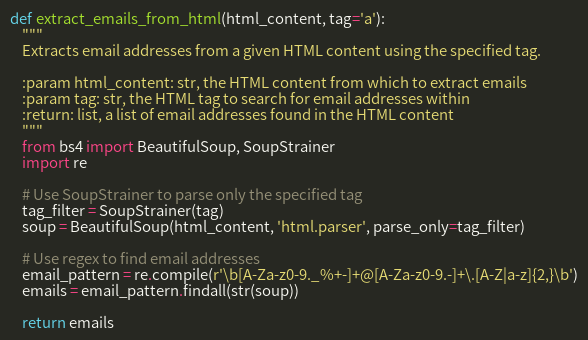 def extract_emails_from_html(html_content, tag='a'):
"""
Extracts email addresses from a given HTML content using the specified tag.
:param html_content: str, the HTML content from which to extract emails
:param tag: str, the HTML tag to search for email addresses within
:return: list, a list of email addresses found in the HTML content
"""
from bs4 import BeautifulSoup, SoupStrainer
import re
# Use SoupStrainer to parse only the specified tag
tag_filter = SoupStrainer(tag)
soup = BeautifulSoup(html_content, 'html.parser', parse_only=tag_filter)
# Use regex to find email addresses
email_pattern = re.compile(r'\b[A-Za-z0-9._%+-]+@[A-Za-z0-9.-]+\.[A-Z|a-z]{2,}\b')
emails = email_pattern.findall(str(soup))
return emails